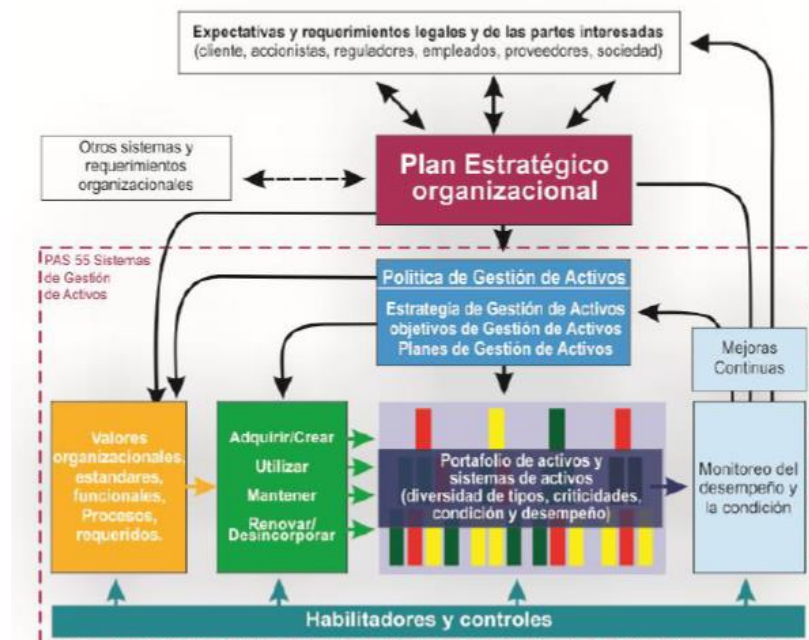 Expectativas y requerimientos legales y de las partes interesadas
(cliente, accionistas, reguladores, empleados, proveedores, sociedad)
Otros sistemas y
requerimientos
organizacionales
Plan Estratégico
organizacional
PAS 55 Sistemas
de Gestión
de Activos
Política de Gestión de Activos
Estrategia de Gestión de Activos
objetivos de Gestión de Activos
Planes de Gestión de Activos
Mejoras
Continuas
Valores
organizacionales,
estandares,
funcionales,
Procesos,
requeridos.
Adquirir/Crear
Utilizar
Mantener
Renovar/
Desincorporar
Portafolio de activos y
sistemas de activos
(diversidad de tipos, criticidades,
condición y desempeño)
Monitoreo del
desempeño y
la condición
Habilitadores y controles